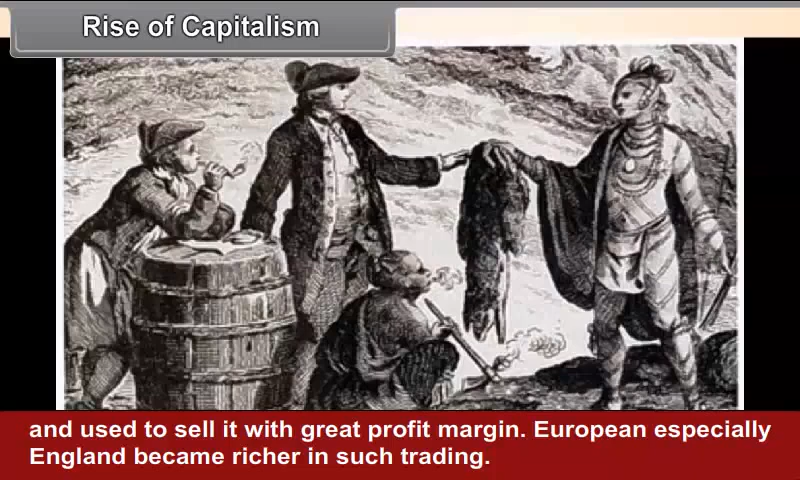 Rise of Capitalism
and used to sell it with great profit margin. European especially
England became richer in such trading.